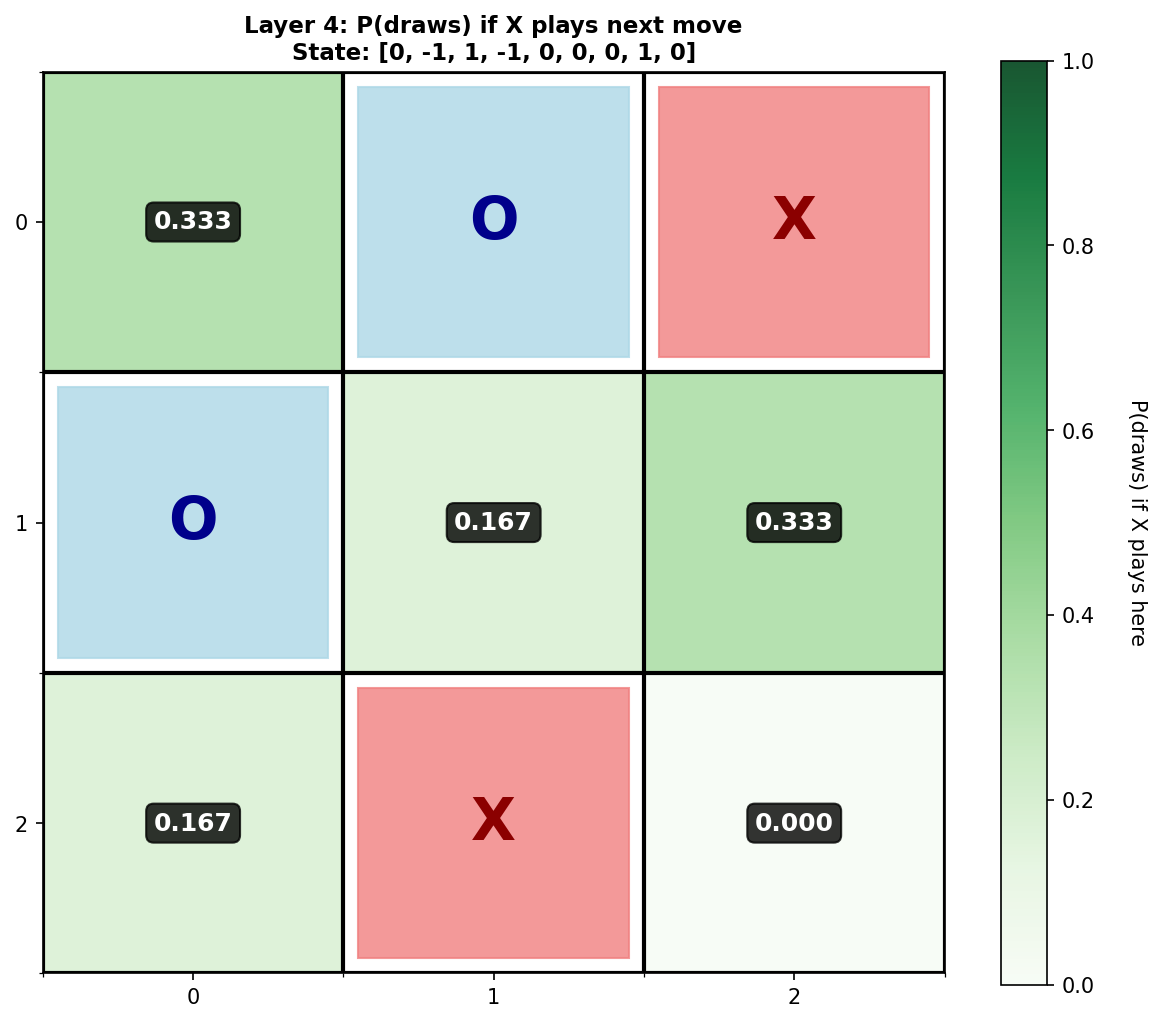 Layer 4: P(draws) if X plays next move
State: [0, -1, 1, -1, 0, 0, 0, 1, 0]
0.333
O
X
O
0.167
0.333
0.167
X
0.000
0
1
2
0
1
2
1.0
0.8
0.6
0.4
0.2
0.0
P(draws) if X plays here